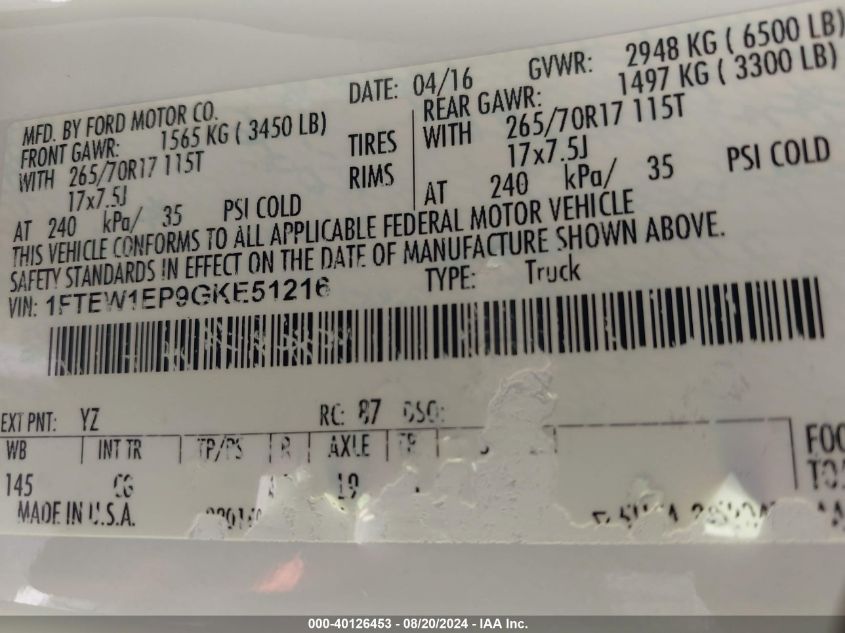 MFD. BY FORD MOTOR CO.
DATE: 04/16
GVWR: 2948 KG ( 6500 LB)
FRONT GAWR: 1565 KG ( 3450 LB)
REAR GAWR: 1497 KG ( 3300 LB)
WITH 265/70R17 115T
TIRES
WITH 265/70R17 115T
17x7.5J
RIMS
17x7.5J
AT 240 kPa/ 35 PSI COLD
AT 240 kPa/ 35 PSI COLD
THIS VEHICLE CONFORMS TO ALL APPLICABLE FEDERAL MOTOR VEHICLE
SAFETY STANDARDS IN EFFECT ON THE DATE OF MANUFACTURE SHOWN ABOVE.
VIN: 1FTEW1EP9GKE51216
TYPE: Truck
EXT PNT: YZ RC: 87 DSO:
WB INT TR TP/PS R AXLE TR
145 CG 19
MADE IN U.S.A.
000-40126453 - 08/20/2024 - IAA Inc.